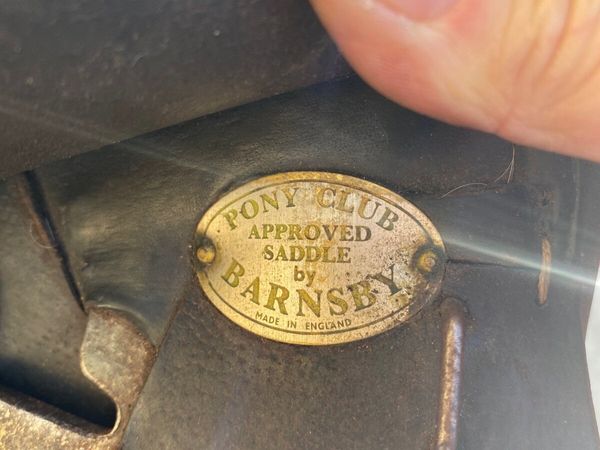 PONY CLUB
APPROVED
SADDLE
by
BARNSBY
MADE IN ENGLAND